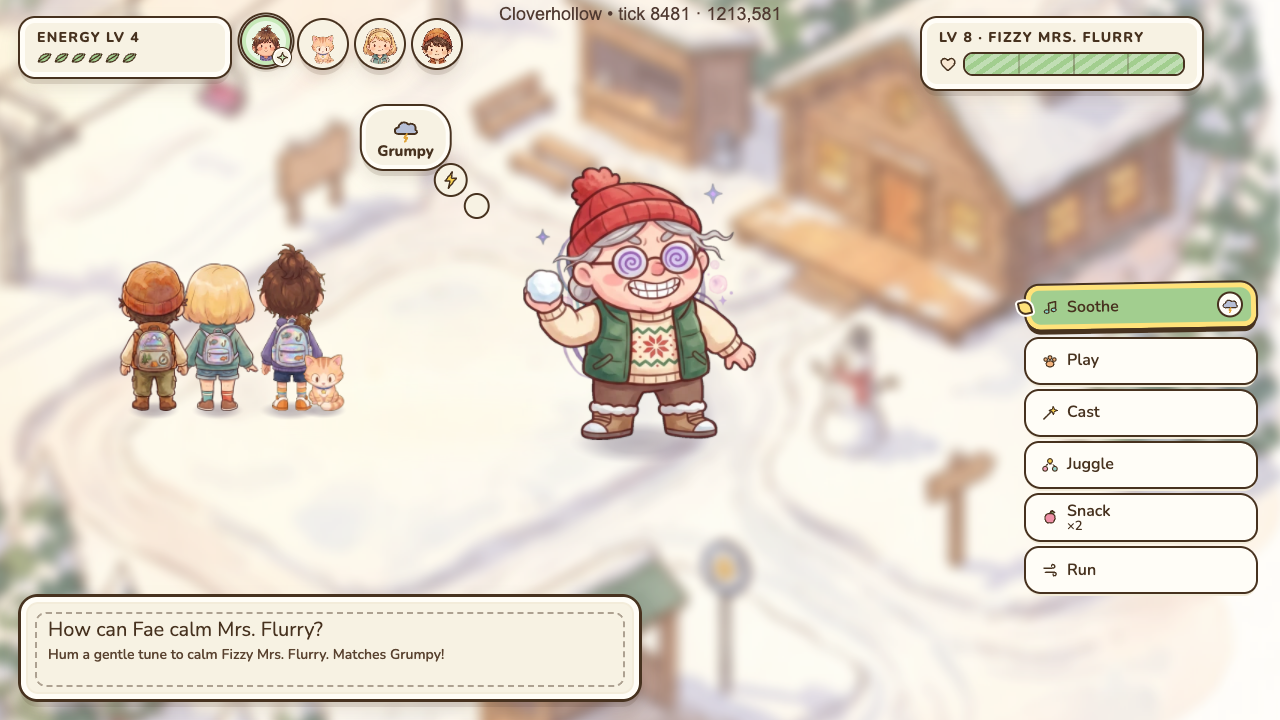 Cloverhollow • tick 8481 · 1213,581
ENERGY LV 4
LV 8 · FIZZY MRS. FLURRY
Grumpy
Soothe
Play
Cast
Juggle
Snack
×2
Run
How can Fae calm Mrs. Flurry?
Hum a gentle tune to calm Fizzy Mrs. Flurry. Matches Grumpy!